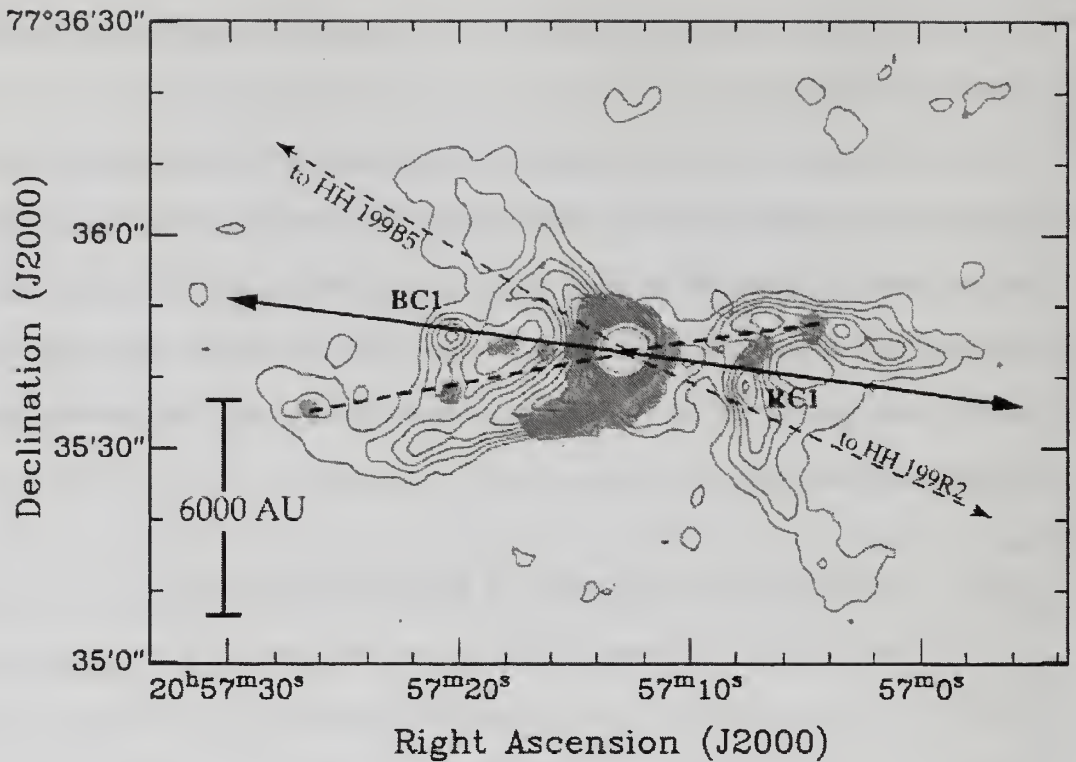 77°36'30"
to HH 199B5
36'0"
BC1
RC1
35'30"
to HH 199R2
6000 AU
35'0"
20ʰ57ᵐ30ˢ 57ᵐ20ˢ 57ᵐ10ˢ 57ᵐ0ˢ
Right Ascension (J2000)
Declination (J2000)